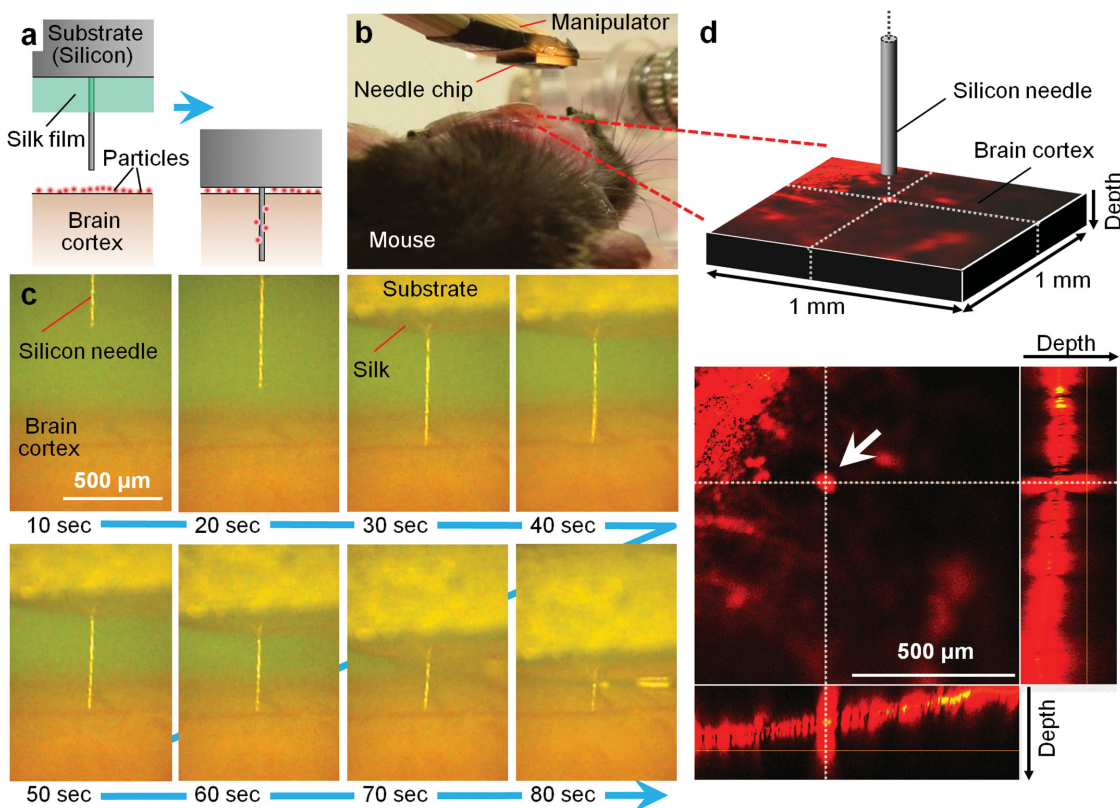 a
Substrate
(Silicon)
Silk film
Particles
Brain
cortex
b
Manipulator
Needle chip
Mouse
c
Silicon needle
Brain
cortex
500 μm
Substrate
Silk
10 sec
20 sec
30 sec
40 sec
50 sec
60 sec
70 sec
80 sec
d
Silicon needle
Brain cortex
Depth
1 mm
1 mm
Depth
500 μm
Depth